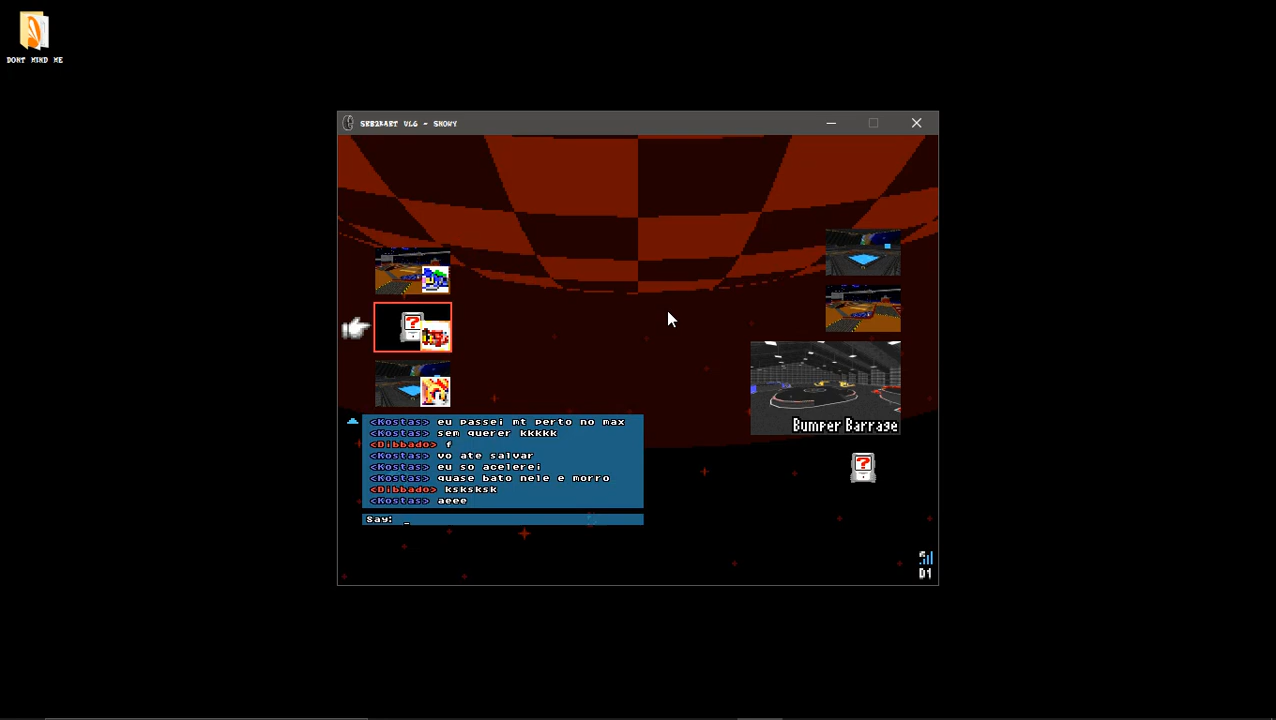 DONT MIND ME
SRB2KART V1.6 - SNOWY
Bumper Barrage
<Kostas> eu passei mt perto no max
<Kostas> sem querer kkkkk
<Dibbado> f
<Kostas> vo ate salvar
<Kostas> eu so acelerei
<Kostas> quase bato nele e morro
<Dibbado> ksksksk
<Kostas> aeee
Say: _
D1